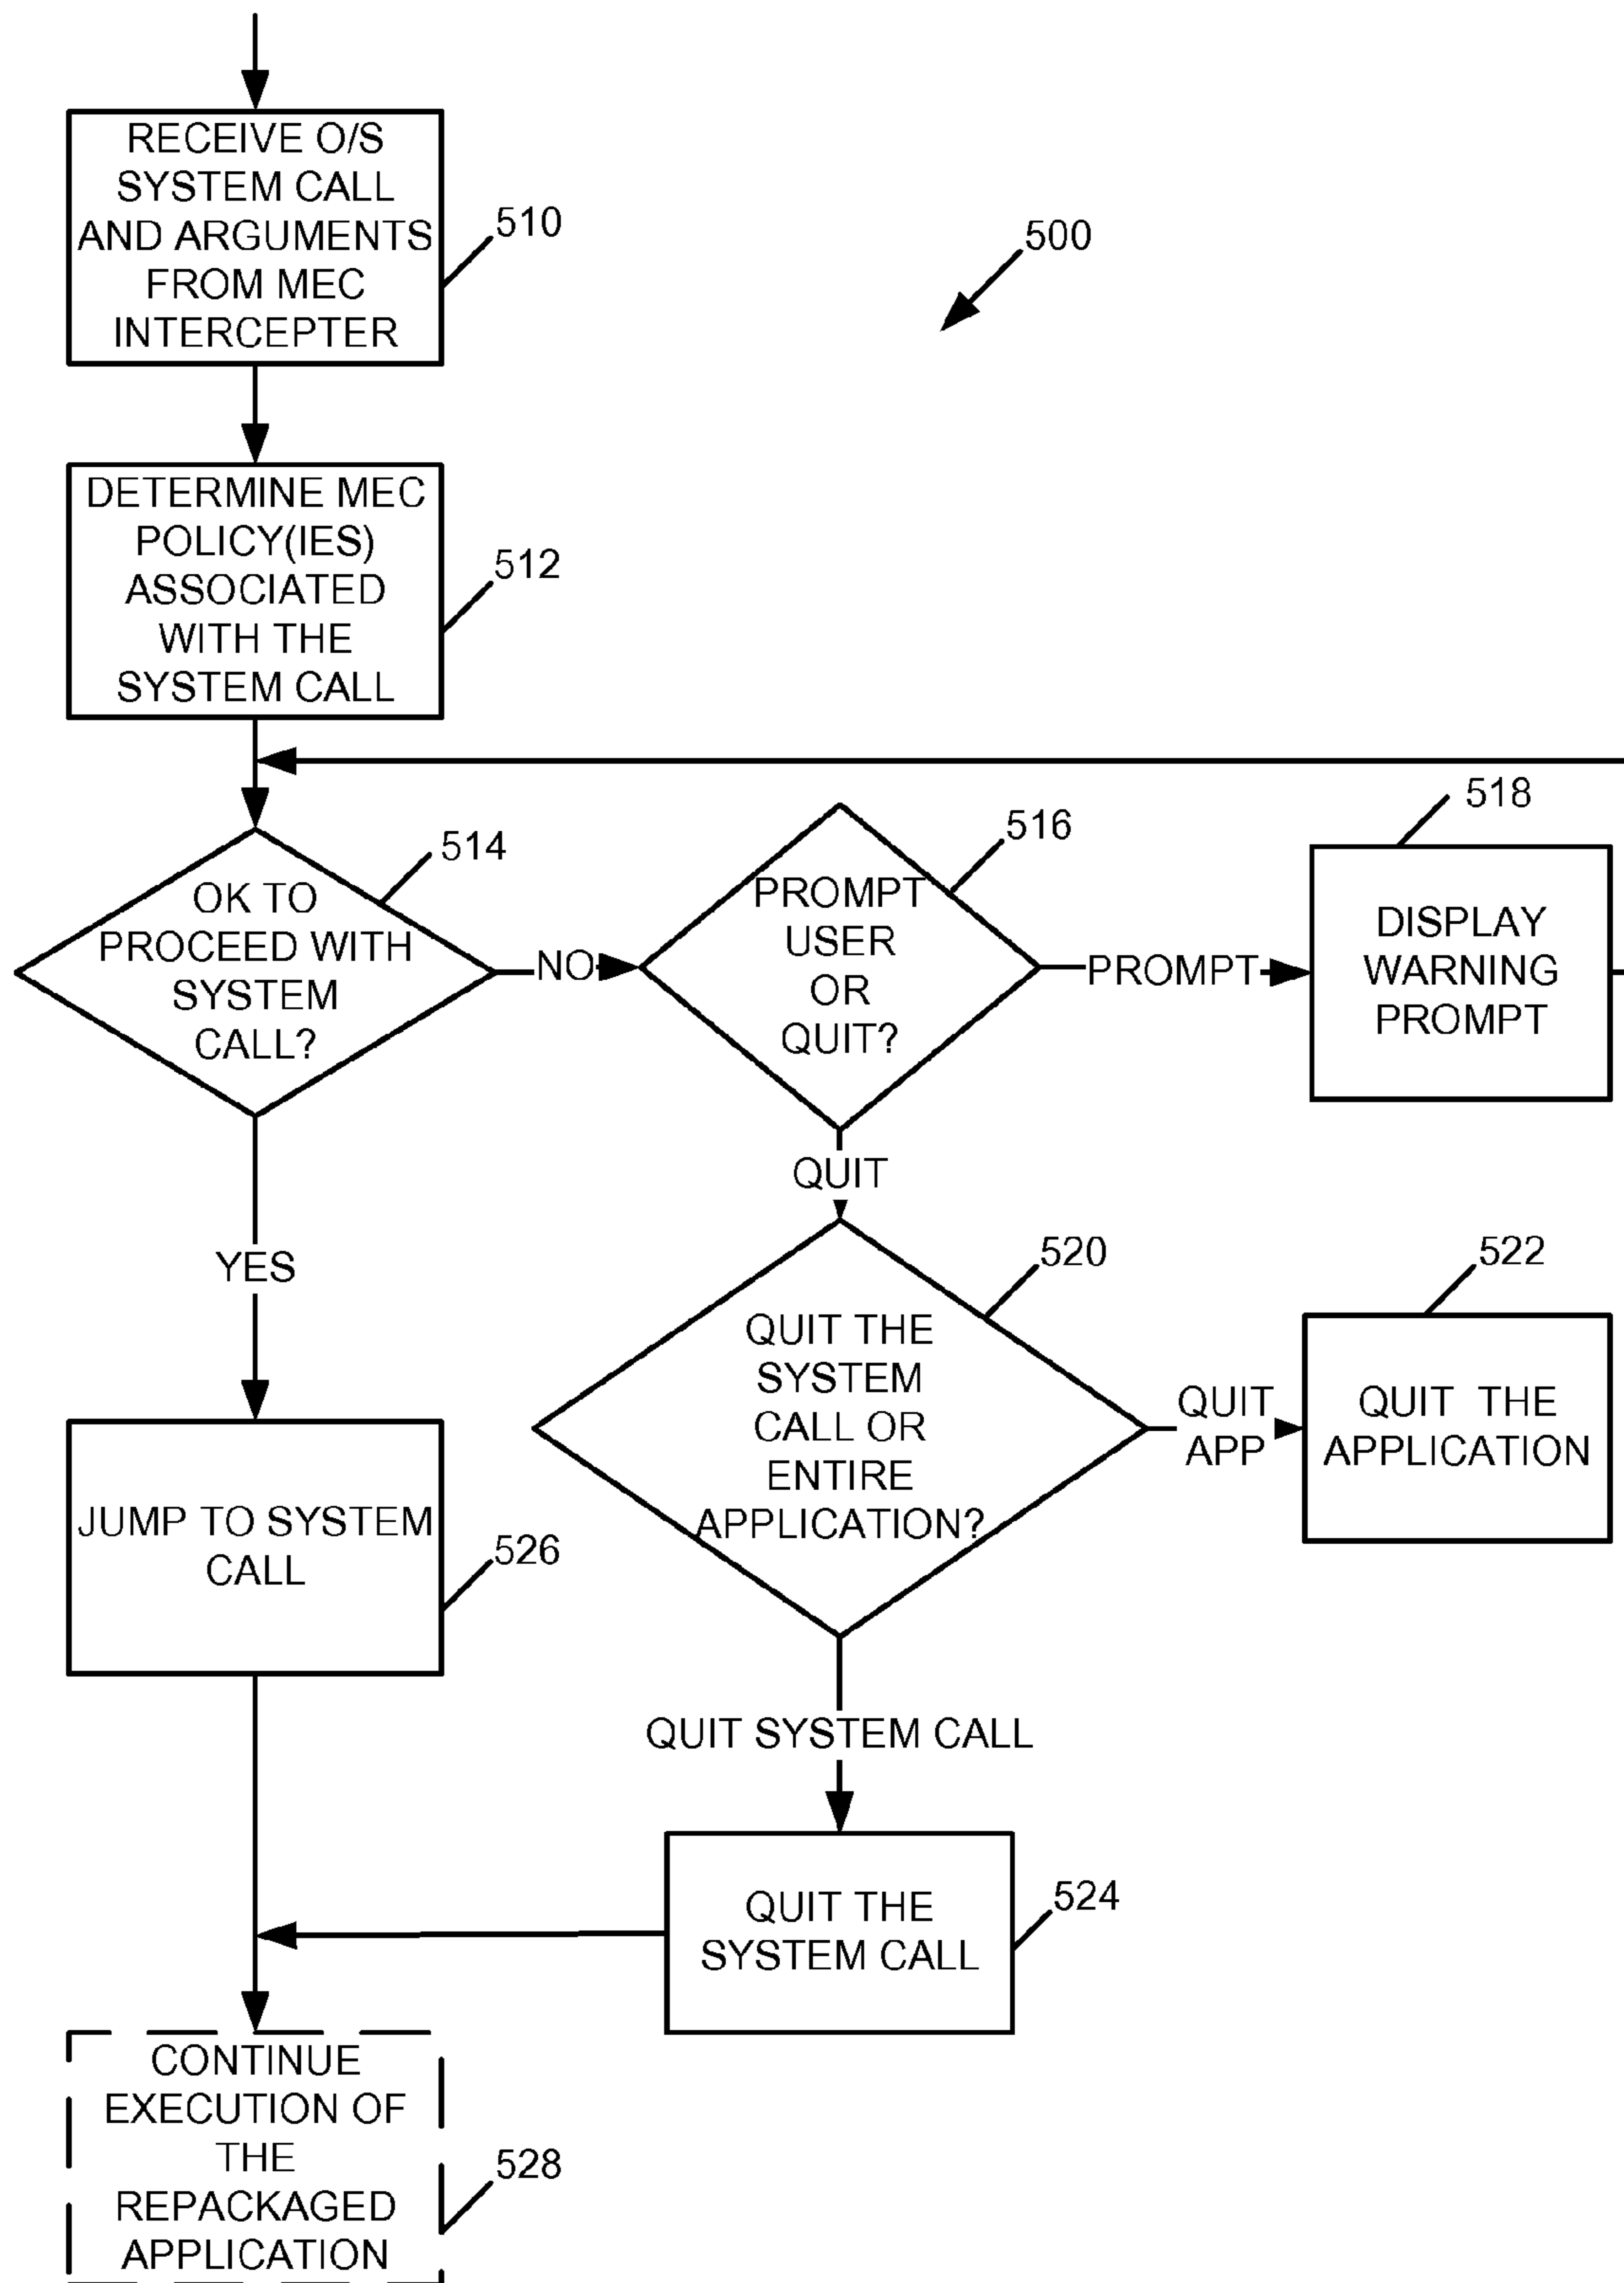 RECEIVE O/S
SYSTEM CALL
AND ARGUMENTS
FROM MEC
INTERCEPTER
510
500
DETERMINE MEC
POLICY(IES)
ASSOCIATED
WITH THE
SYSTEM CALL
512
OK TO
PROCEED WITH
SYSTEM
CALL?
514
NO
PROMPT
USER
OR
QUIT?
516
PROMPT
DISPLAY
WARNING
PROMPT
518
QUIT
YES
QUIT THE
SYSTEM
CALL OR
ENTIRE
APPLICATION?
520
QUIT
APP
QUIT THE
APPLICATION
522
JUMP TO SYSTEM
CALL
526
QUIT SYSTEM CALL
QUIT THE
SYSTEM CALL
524
CONTINUE
EXECUTION OF
THE
REPACKAGED
APPLICATION
528